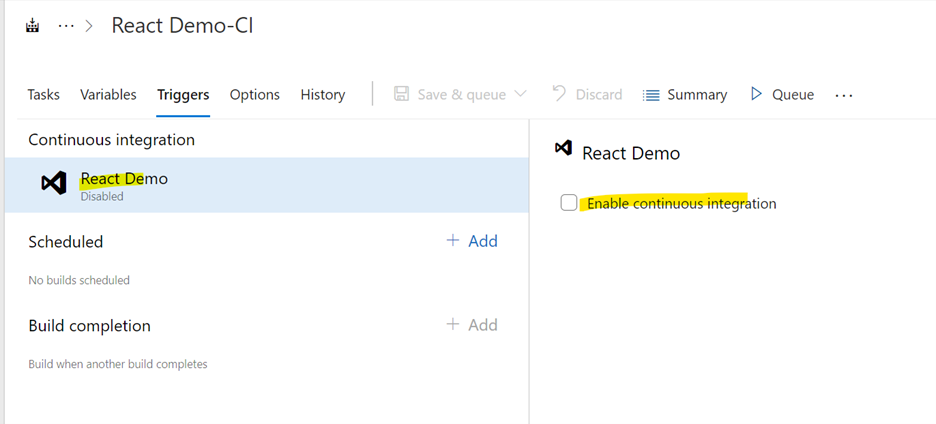 ··· > React Demo-CI
Tasks Variables Triggers Options History Save & queue Discard Summary Queue ···
Continuous integration
React Demo
Disabled
Scheduled + Add
No builds scheduled
Build completion + Add
Build when another build completes
React Demo
Enable continuous integration